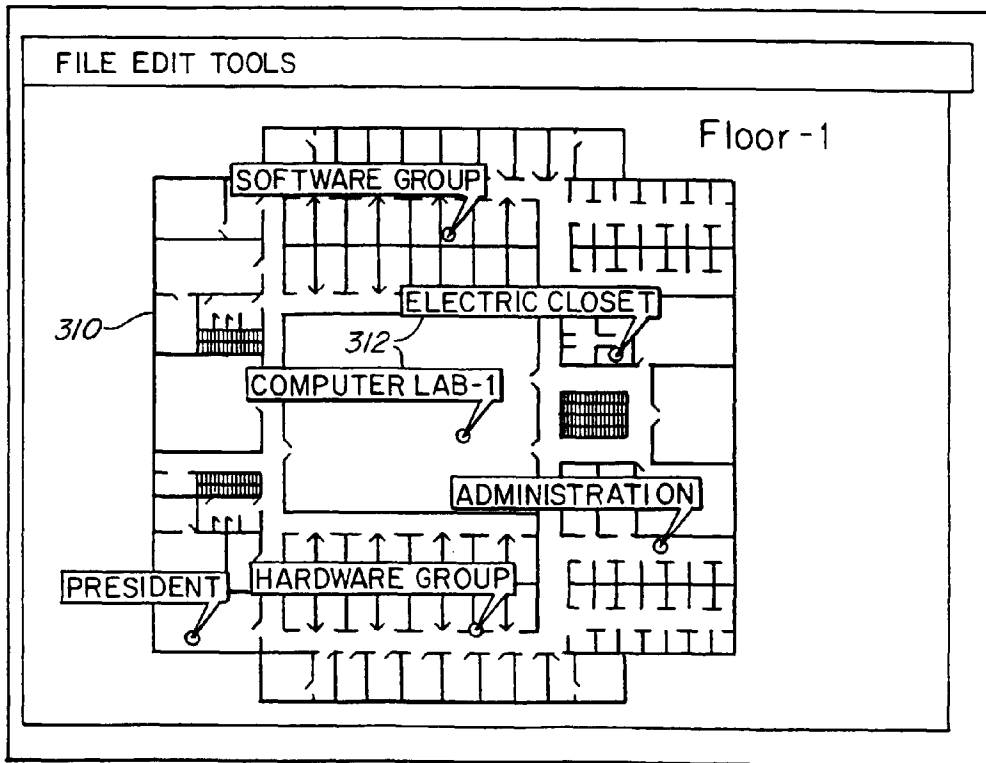 FILE EDIT TOOLS
Floor-1
SOFTWARE GROUP
ELECTRIC CLOSET
310
312
COMPUTER LAB-1
ADMINISTRATION
HARDWARE GROUP
PRESIDENT